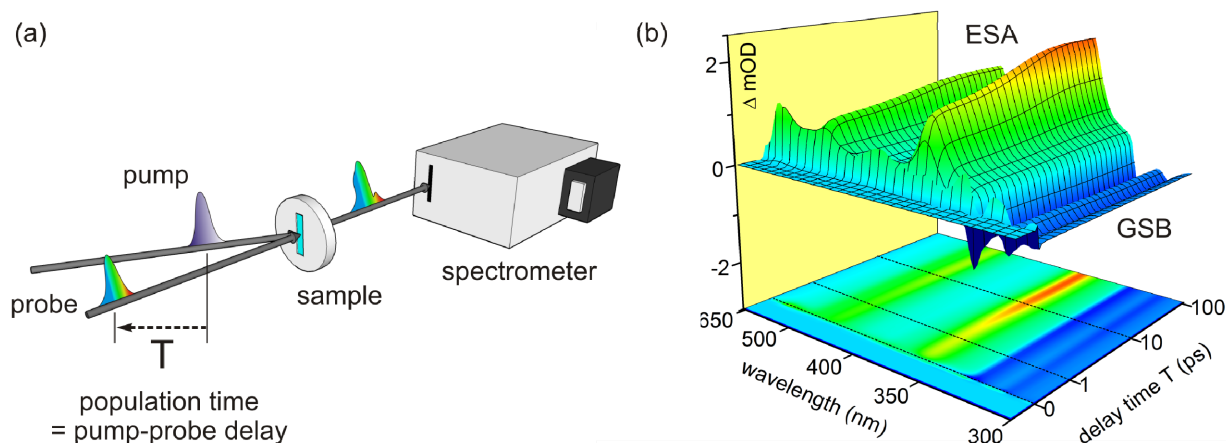 (a)
pump
probe
T
population time
= pump-probe delay
sample
spectrometer
(b)
ESA
GSB
Δ mOD
2
0
-2
650
500
450
400
350
300
wavelength (nm)
0
1
10
100
delay time T (ps)